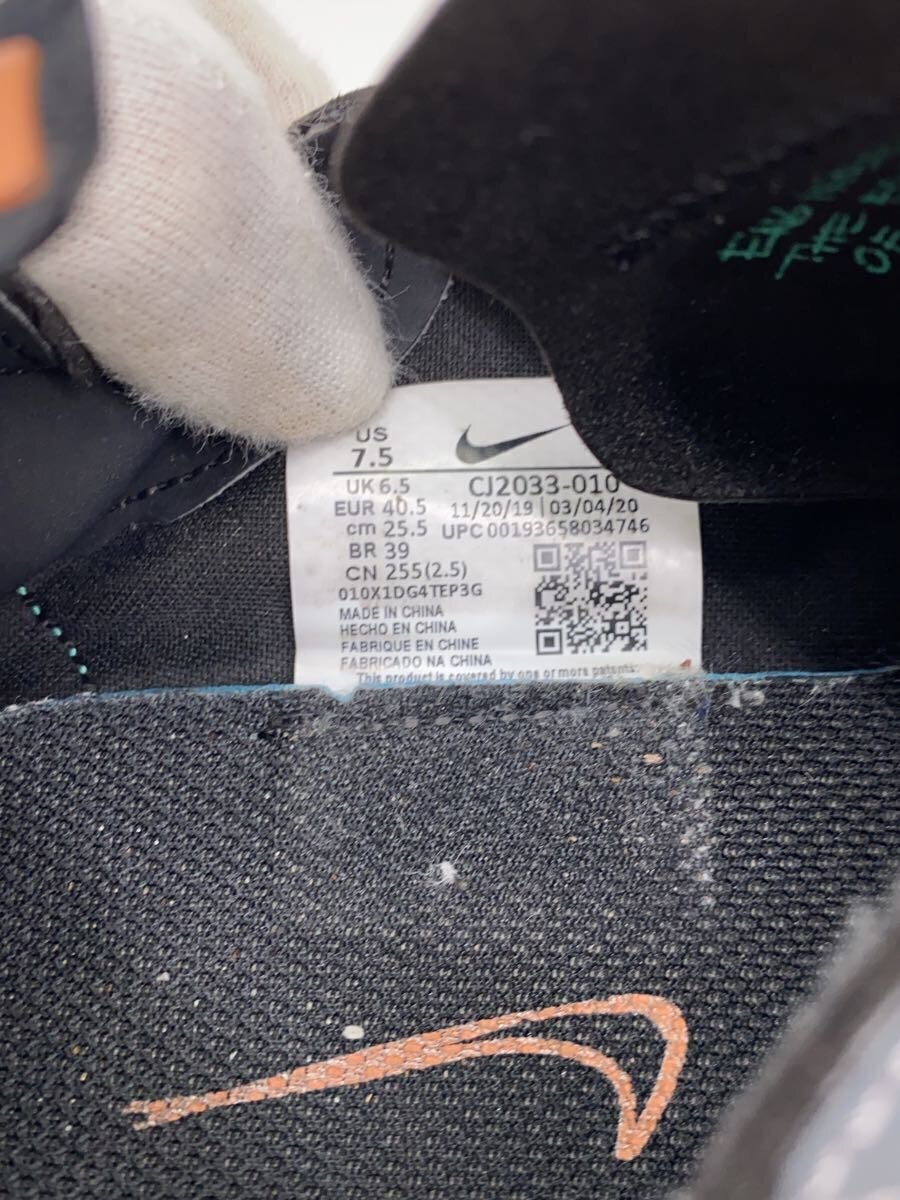 THE
OF
US
7.5
UK 6.5
EUR 40.5
cm 25.5
BR 39
CN 255(2.5)
010X1DG4TEP3G
MADE IN CHINA
HECHO EN CHINA
FABRIQUE EN CHINE
FABRICADO NA CHINA
This product is covered by one or more patents:
CJ2033-010
11/20/19 | 03/04/20
UPC 00193658034746